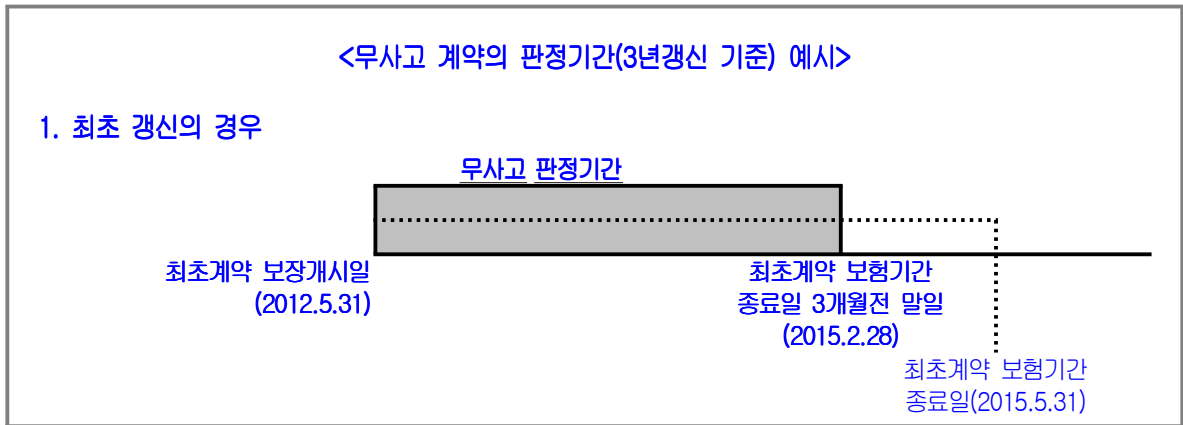 <무사고 계약의 판정기간(3년갱신 기준) 예시>
1. 최초 갱신의 경우
무사고 판정기간
최초계약 보장개시일
(2012.5.31)
최초계약 보험기간
종료일 3개월전 말일
(2015.2.28)
최초계약 보험기간
종료일(2015.5.31)